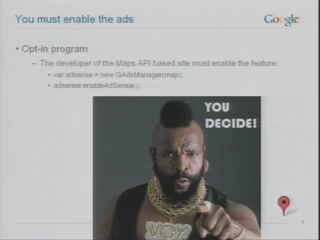 You must enable the ads
Google
• Opt-in program
– The developer of the Maps API based site must enable the feature.
• var adsense = new GAdsManager(map);
• adsense.enableAdSense();
YOU
DECIDE!